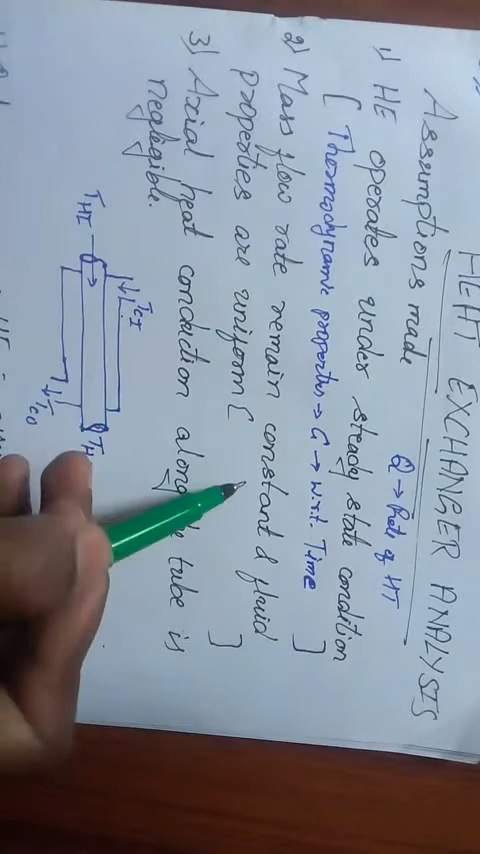 HEAT EXCHANGER ANALYSIS
Assumptions made
Q → Rate of HT
1) HE operates under steady state condition
[ Thermodynamic properties → C → w.r.t. Time ]
2) Mass flow rate remain constant & fluid
properties are uniform [ ]
3) Axial heat conduction along tube is
negligible.
TCI
THI
TH
TCO